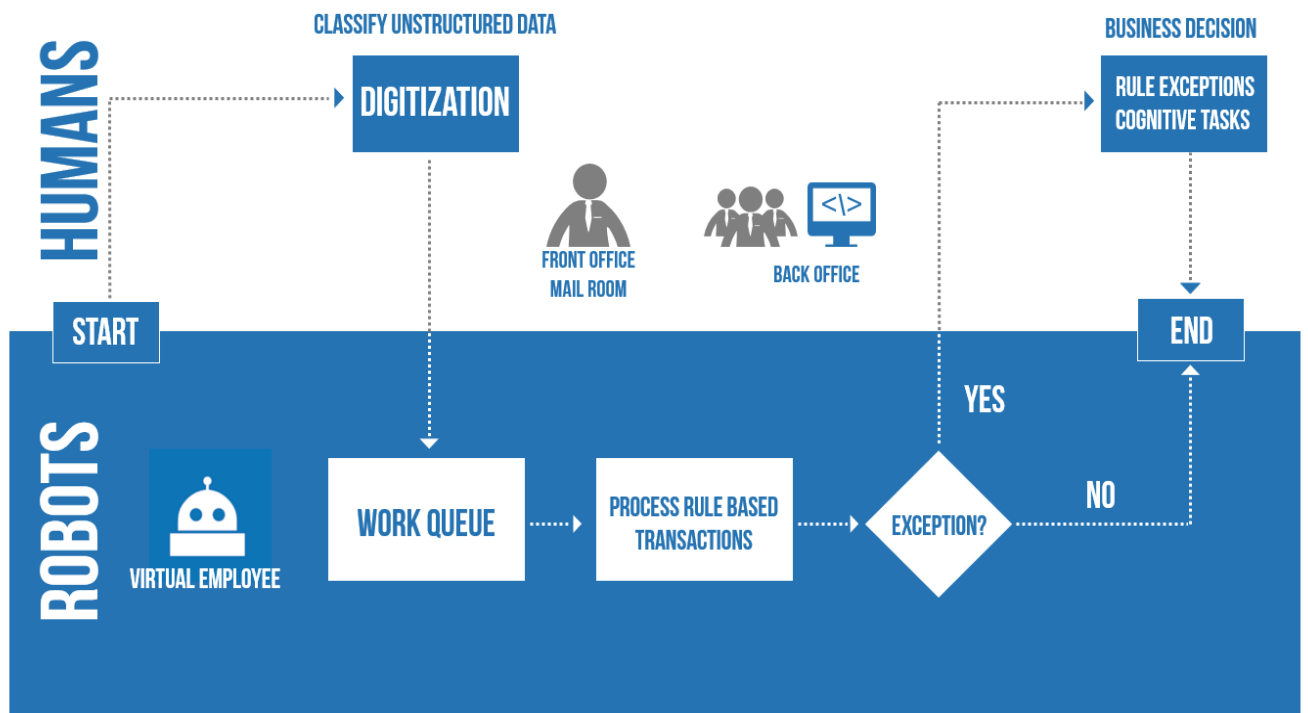 HUMANS
CLASSIFY UNSTRUCTURED DATA
DIGITIZATION
BUSINESS DECISION
RULE EXCEPTIONS
COGNITIVE TASKS
<\>
FRONT OFFICE
MAIL ROOM
BACK OFFICE
START
END
ROBOTS
VIRTUAL EMPLOYEE
WORK QUEUE
PROCESS RULE BASED
TRANSACTIONS
EXCEPTION?
YES
NO